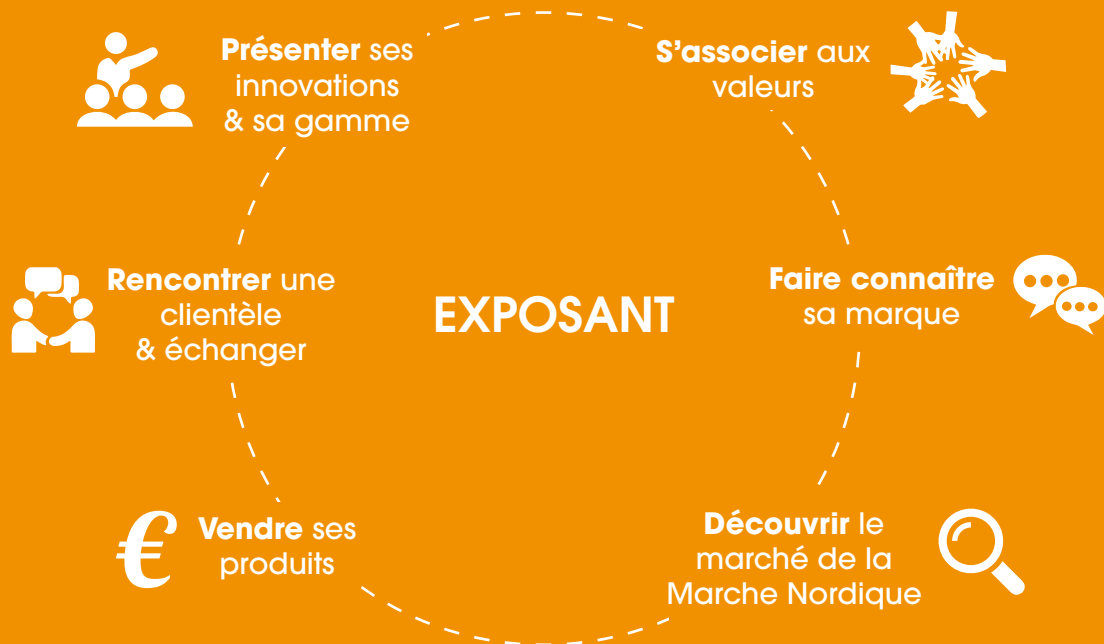 Présenter ses
innovations
& sa gamme
S'associer aux
valeurs
Rencontrer une
clientèle
& échanger
EXPOSANT
Faire connaître
sa marque
€
Vendre ses
produits
Découvrir le
marché de la
Marche Nordique